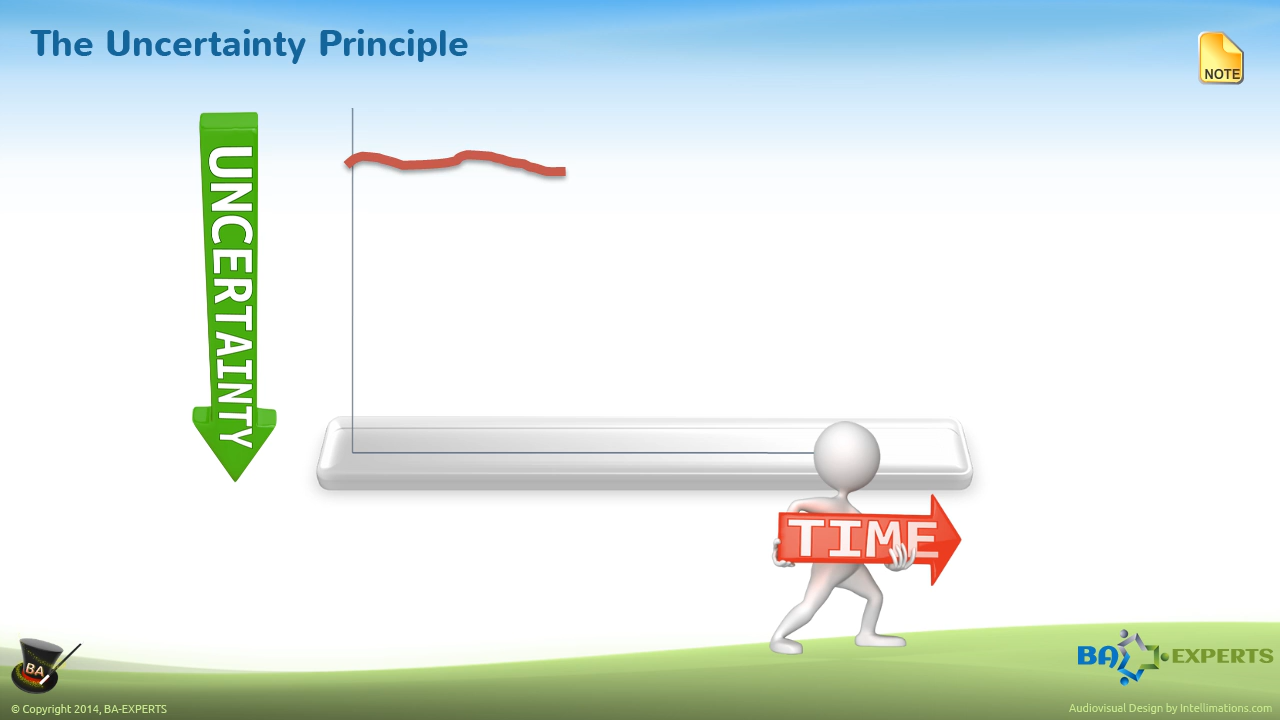 The Uncertainty Principle
NOTE
UNCERTAINTY
TIME
BA
BA EXPERTS
© Copyright 2014, BA-EXPERTS
Audiovisual Design by Intellimations.com